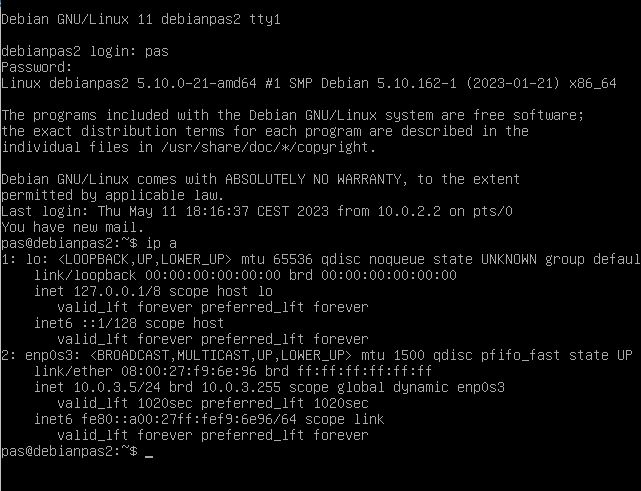 Debian GNU/Linux 11 debianpas2 tty1
debianpas2 login: pas
Password:
Linux debianpas2 5.10.0-21-amd64 #1 SMP Debian 5.10.162-1 (2023-01-21) x86_64
The programs included with the Debian GNU/Linux system are free software;
the exact distribution terms for each program are described in the
individual files in /usr/share/doc/*/copyright.
Debian GNU/Linux comes with ABSOLUTELY NO WARRANTY, to the extent
permitted by applicable law.
Last login: Thu May 11 18:16:37 CEST 2023 from 10.0.2.2 on pts/0
You have new mail.
pas@debianpas2:~$ ip a
1: lo: <LOOPBACK,UP,LOWER_UP> mtu 65536 qdisc noqueue state UNKNOWN group defaul
    link/loopback 00:00:00:00:00:00 brd 00:00:00:00:00:00
    inet 127.0.0.1/8 scope host lo
       valid_lft forever preferred_lft forever
    inet6 ::1/128 scope host
       valid_lft forever preferred_lft forever
2: enp0s3: <BROADCAST,MULTICAST,UP,LOWER_UP> mtu 1500 qdisc pfifo_fast state UP
    link/ether 08:00:27:f9:6e:96 brd ff:ff:ff:ff:ff:ff
    inet 10.0.3.5/24 brd 10.0.3.255 scope global dynamic enp0s3
       valid_lft 1020sec preferred_lft 1020sec
    inet6 fe80::a00:27ff:fef9:6e96/64 scope link
       valid_lft forever preferred_lft forever
pas@debianpas2:~$ _